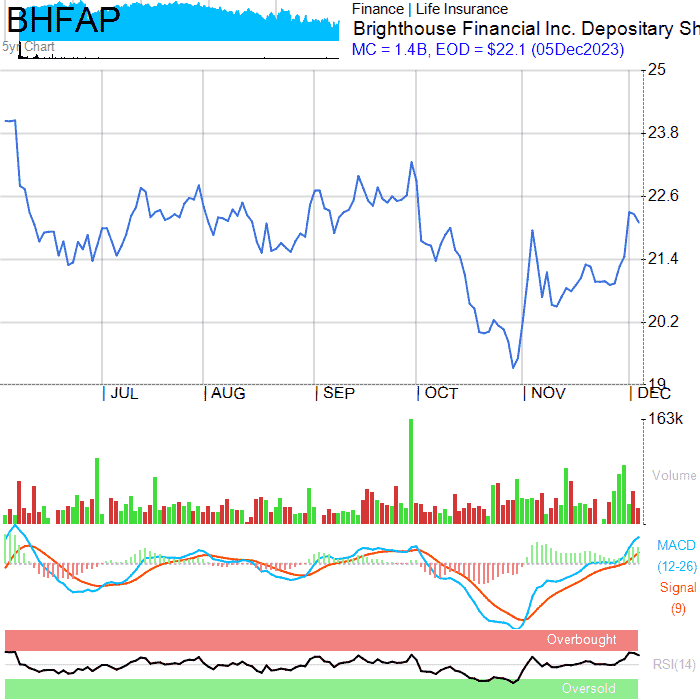 BHFAP
5yr Chart
Finance | Life Insurance
Brighthouse Financial Inc. Depositary Sh
MC = 1.4B, EOD = $22.1 (05Dec2023)
25
23.8
22.6
21.4
20.2
19
| JUL | AUG | SEP | OCT | NOV | DEC
163k
Volume
MACD
(12-26)
Signal
(9)
Overbought
RSI(14)
Oversold